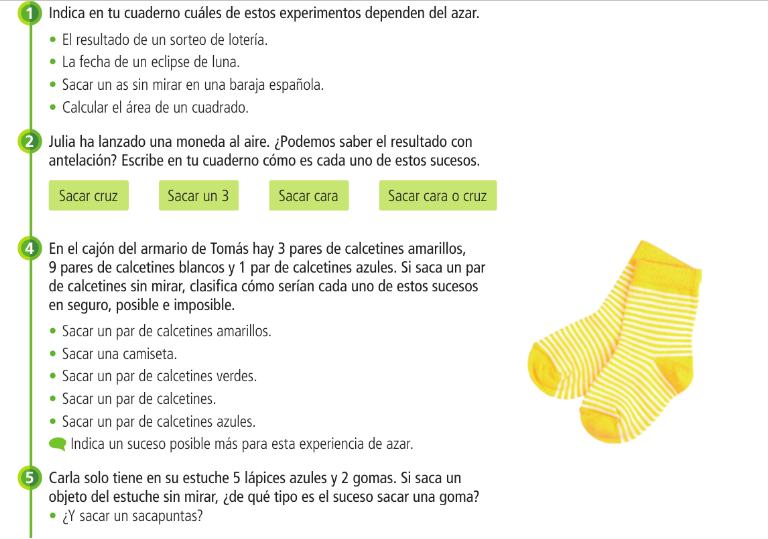 1 Indica en tu cuaderno cuáles de estos experimentos dependen del azar.
• El resultado de un sorteo de lotería.
• La fecha de un eclipse de luna.
• Sacar un as sin mirar en una baraja española.
• Calcular el área de un cuadrado.
2 Julia ha lanzado una moneda al aire. ¿Podemos saber el resultado con
antelación? Escribe en tu cuaderno cómo es cada uno de estos sucesos.
Sacar cruz Sacar un 3 Sacar cara Sacar cara o cruz
4 En el cajón del armario de Tomás hay 3 pares de calcetines amarillos,
9 pares de calcetines blancos y 1 par de calcetines azules. Si saca un par
de calcetines sin mirar, clasifica cómo serían cada uno de estos sucesos
en seguro, posible e imposible.
• Sacar un par de calcetines amarillos.
• Sacar una camiseta.
• Sacar un par de calcetines verdes.
• Sacar un par de calcetines.
• Sacar un par de calcetines azules.
Indica un suceso posible más para esta experiencia de azar.
5 Carla solo tiene en su estuche 5 lápices azules y 2 gomas. Si saca un
objeto del estuche sin mirar, ¿de qué tipo es el suceso sacar una goma?
• ¿Y sacar un sacapuntas?